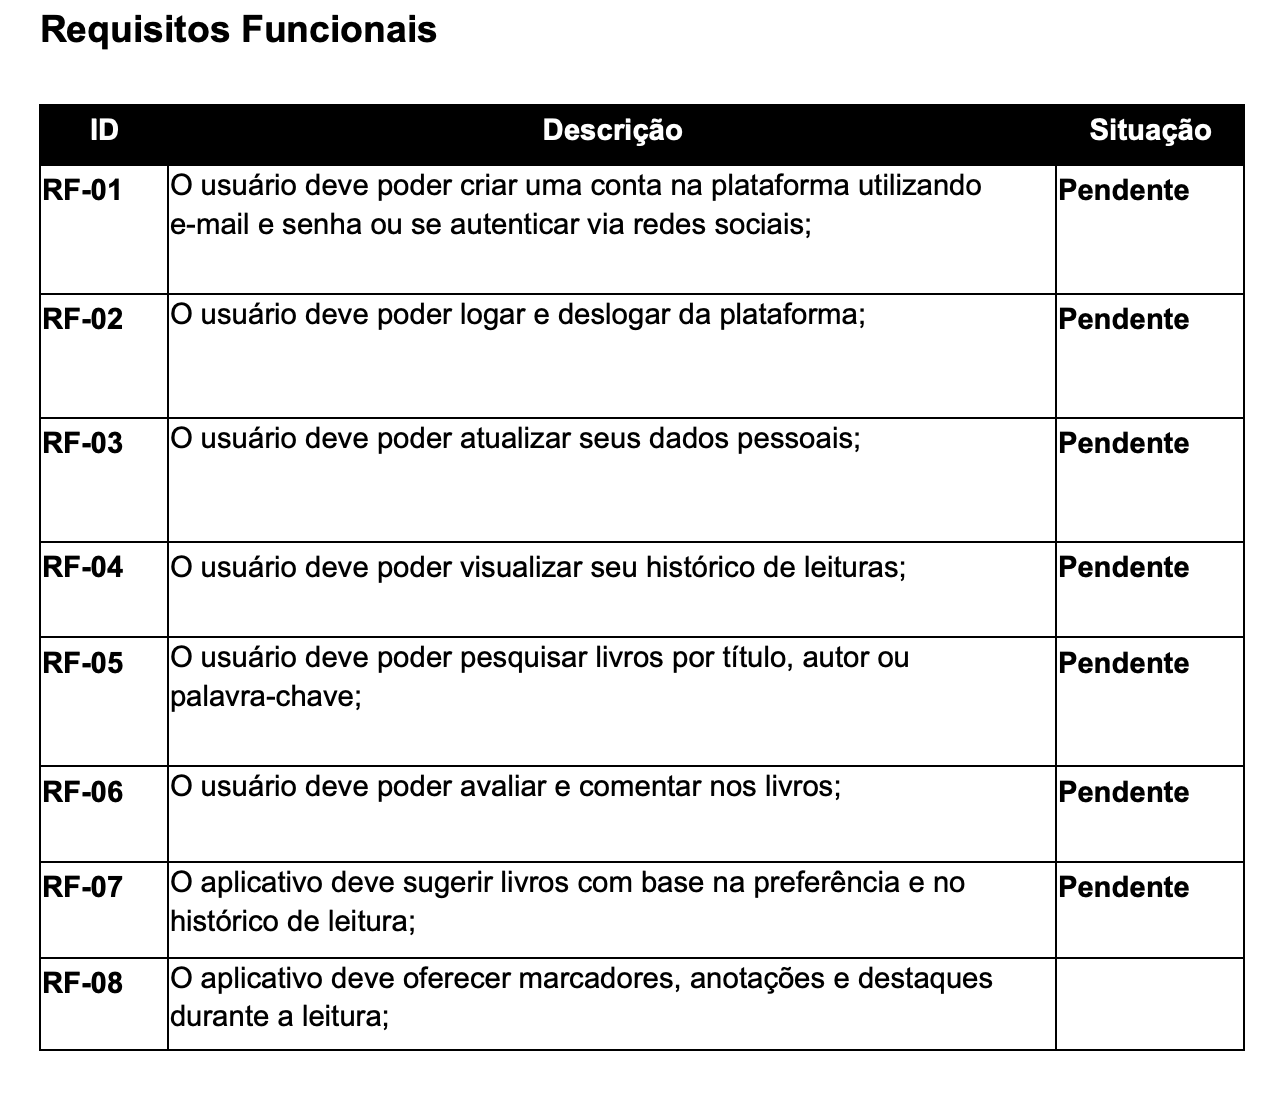 Requisitos Funcionais
ID Descrição Situação
RF-01 O usuário deve poder criar uma conta na plataforma utilizando Pendente
e-mail e senha ou se autenticar via redes sociais;
RF-02 O usuário deve poder logar e deslogar da plataforma; Pendente
RF-03 O usuário deve poder atualizar seus dados pessoais; Pendente
RF-04 O usuário deve poder visualizar seu histórico de leituras; Pendente
RF-05 O usuário deve poder pesquisar livros por título, autor ou Pendente
palavra-chave;
RF-06 O usuário deve poder avaliar e comentar nos livros; Pendente
RF-07 O aplicativo deve sugerir livros com base na preferência e no Pendente
histórico de leitura;
RF-08 O aplicativo deve oferecer marcadores, anotações e destaques
durante a leitura;